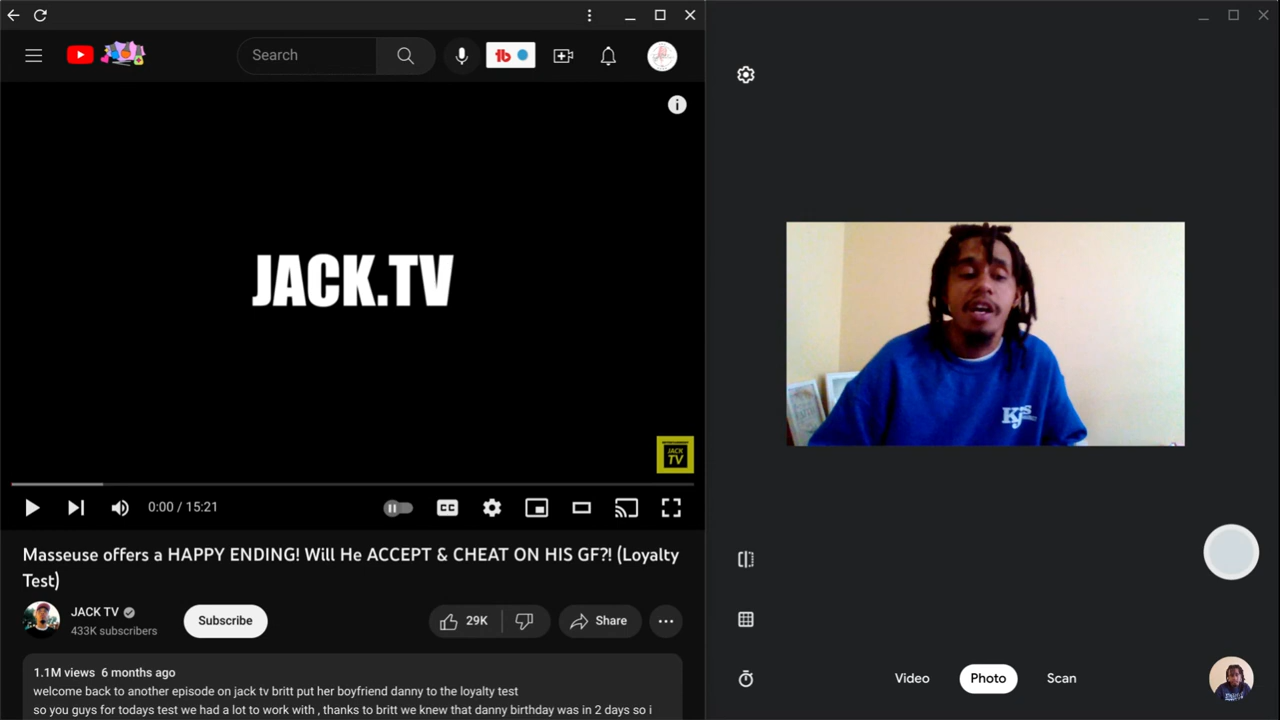 Search
JACK.TV
JACK
TV
0:00 / 15:21
CC
Masseuse offers a HAPPY ENDING! Will He ACCEPT & CHEAT ON HIS GF?! (Loyalty
Test)
JACK TV
433K subscribers
Subscribe
29K
Share
1.1M views 6 months ago
welcome back to another episode on jack tv britt put her boyfriend danny to the loyalty test
so you guys for todays test we had a lot to work with , thanks to britt we knew that danny birthday was in 2 days so i
KJs
Video
Photo
Scan